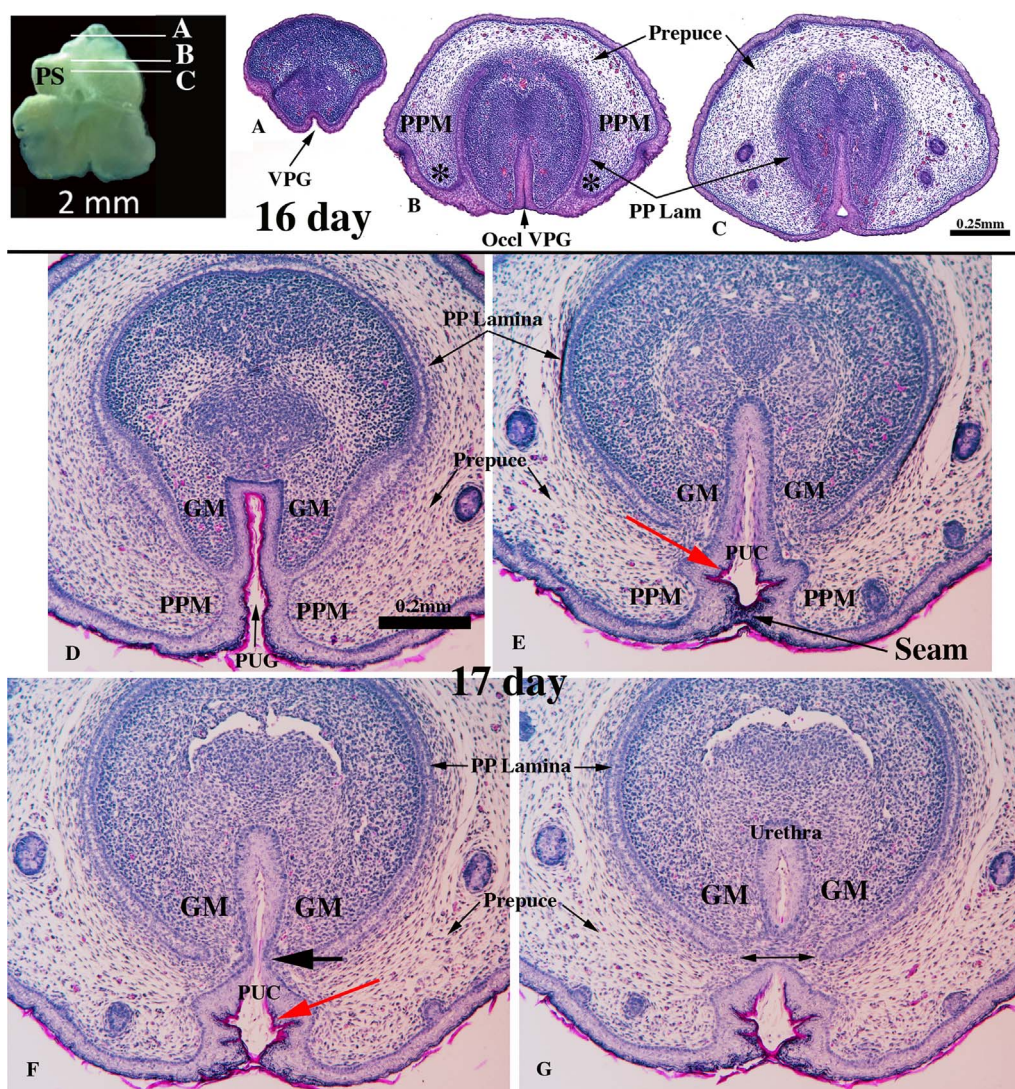 A
B
PS
C
2 mm
16 day
A
VPG
Prepuce
PPM
PPM
*
*
B
PP Lam
C
Occl VPG
0.25mm
PP Lamina
Prepuce
GM
GM
GM
GM
PUC
PPM
PPM
0.2mm
PPM
PPM
D
PUG
E
Seam
17 day
PP Lamina
Urethra
GM
GM
GM
GM
Prepuce
PUC
F
G